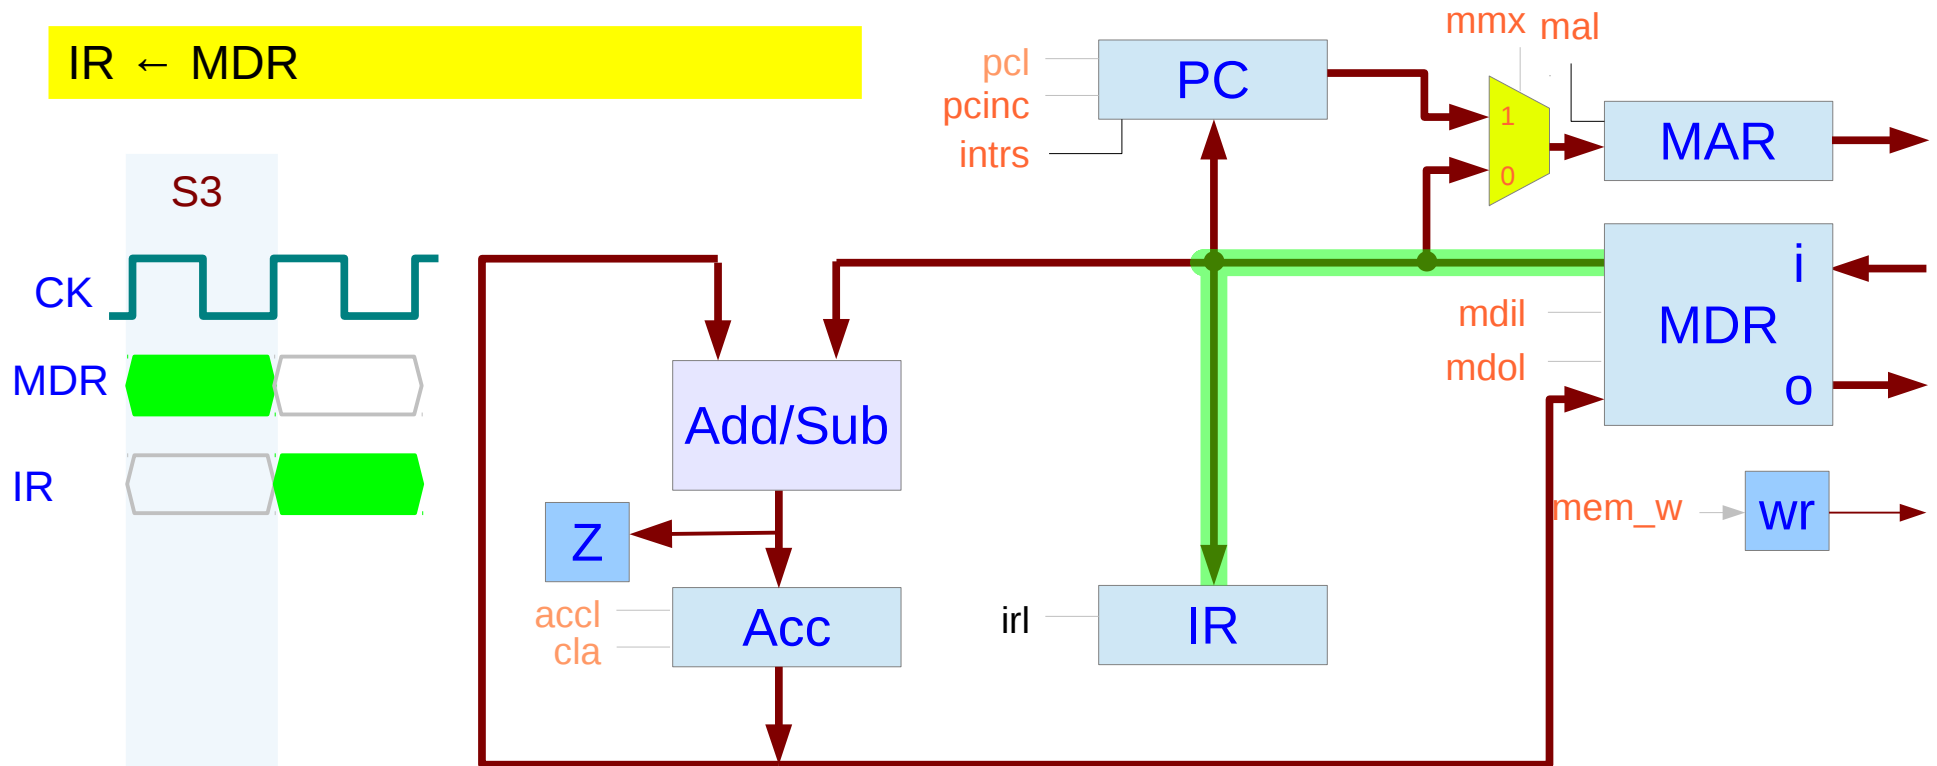 IR ← MDR
S3
CK
MDR
IR
mmx
mal
pcl
pcinc
intrs
PC
1
0
MAR
i
MDR
o
mdil
mdol
Add/Sub
Z
mem_w
wr
accl
cla
Acc
irl
IR